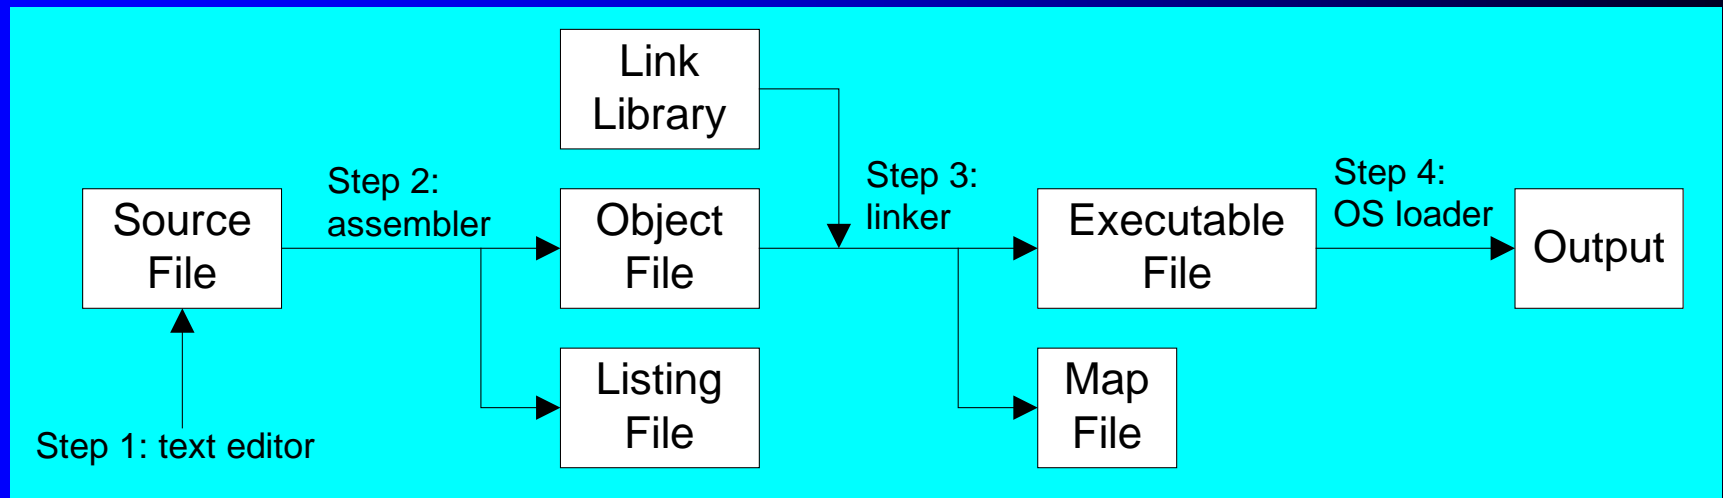 Link
Library
Step 2:
assembler
Step 3:
linker
Step 4:
OS loader
Source
File
Object
File
Executable
File
Output
Listing
File
Map
File
Step 1: text editor